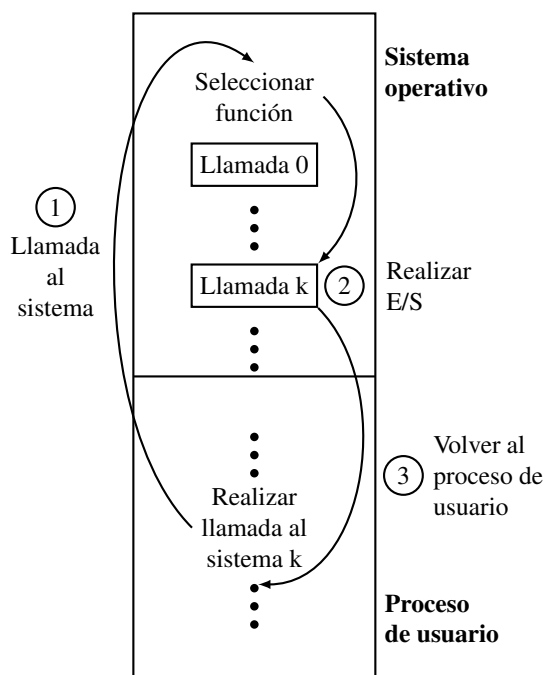 Sistema
operativo
Seleccionar
función
Llamada 0
1
Llamada
al
sistema
Llamada k
2
Realizar
E/S
3
Volver al
proceso de
usuario
Realizar
llamada al
sistema k
Proceso
de usuario